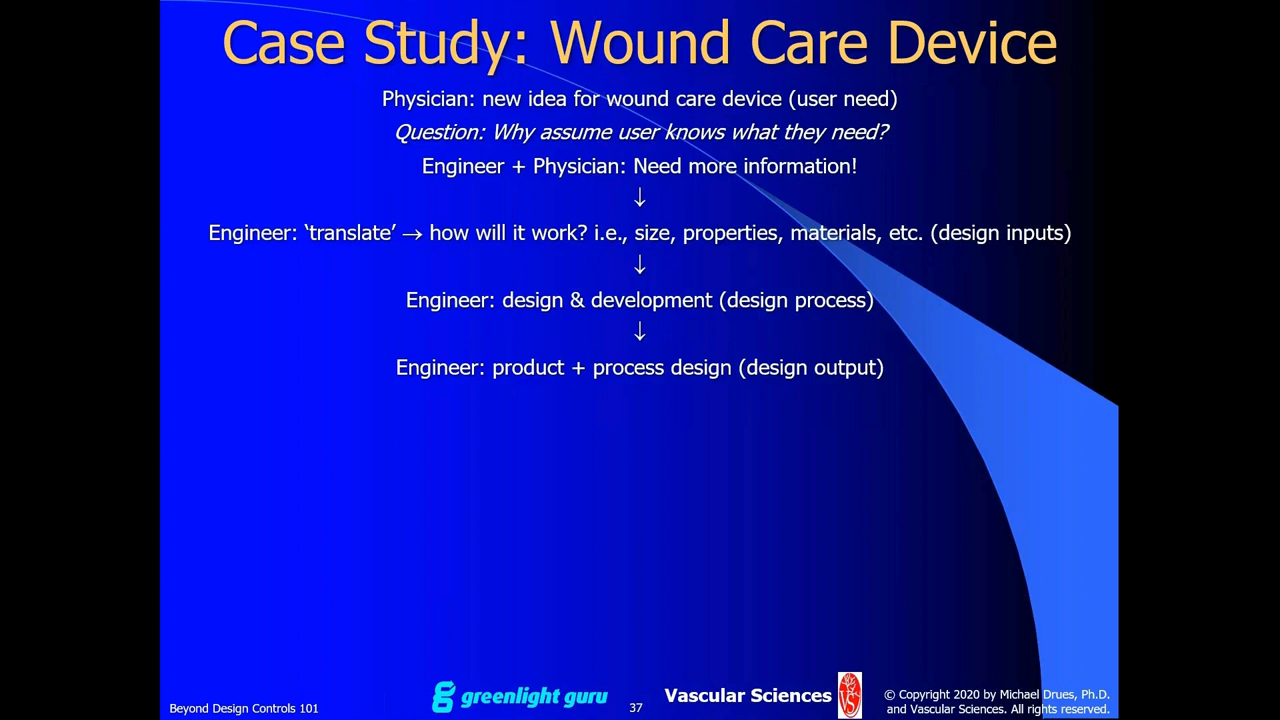 Case Study: Wound Care Device
Physician: new idea for wound care device (user need)
Question: Why assume user knows what they need?
Engineer + Physician: Need more information!
↓
Engineer: ‘translate’ → how will it work? i.e., size, properties, materials, etc. (design inputs)
↓
Engineer: design & development (design process)
↓
Engineer: product + process design (design output)
Beyond Design Controls 101
greenlight guru
37
Vascular Sciences
VS
© Copyright 2020 by Michael Drues, Ph.D.
and Vascular Sciences. All rights reserved.